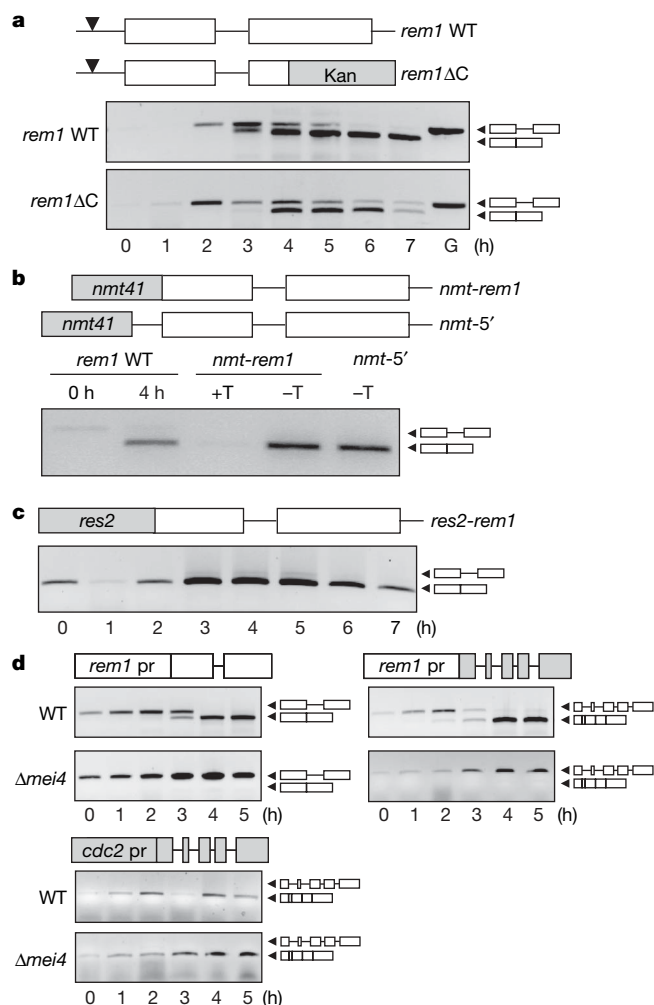 a
rem1 WT
Kan
rem1ΔC
rem1 WT
rem1ΔC
0 1 2 3 4 5 6 7 G (h)
b
nmt41
nmt-rem1
nmt41
nmt-5′
rem1 WT nmt-rem1 nmt-5′
0 h 4 h +T –T –T
c
res2
res2-rem1
0 1 2 3 4 5 6 7 (h)
d
rem1 pr
WT
Δmei4
0 1 2 3 4 5 (h)
rem1 pr
0 1 2 3 4 5 (h)
cdc2 pr
WT
Δmei4
0 1 2 3 4 5 (h)